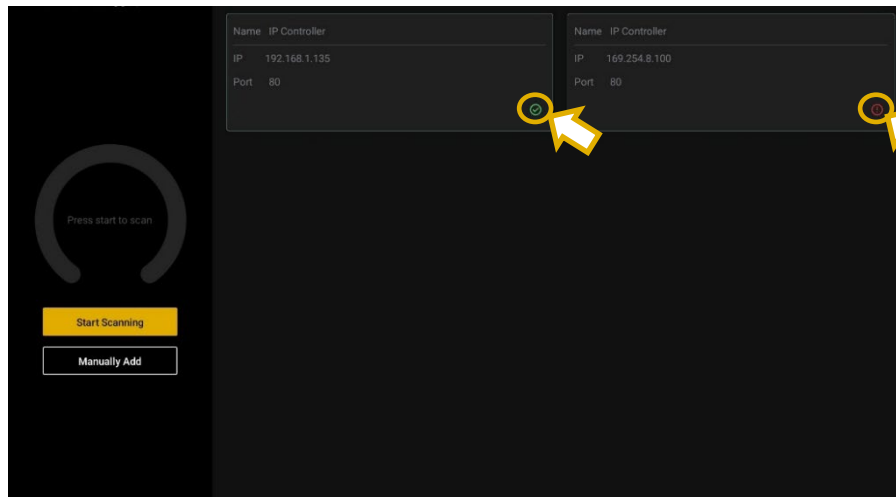 Name IP Controller
IP 192.168.1.135
Port 80
Name IP Controller
IP 169.254.8.100
Port 80
Press start to scan
Start Scanning
Manually Add